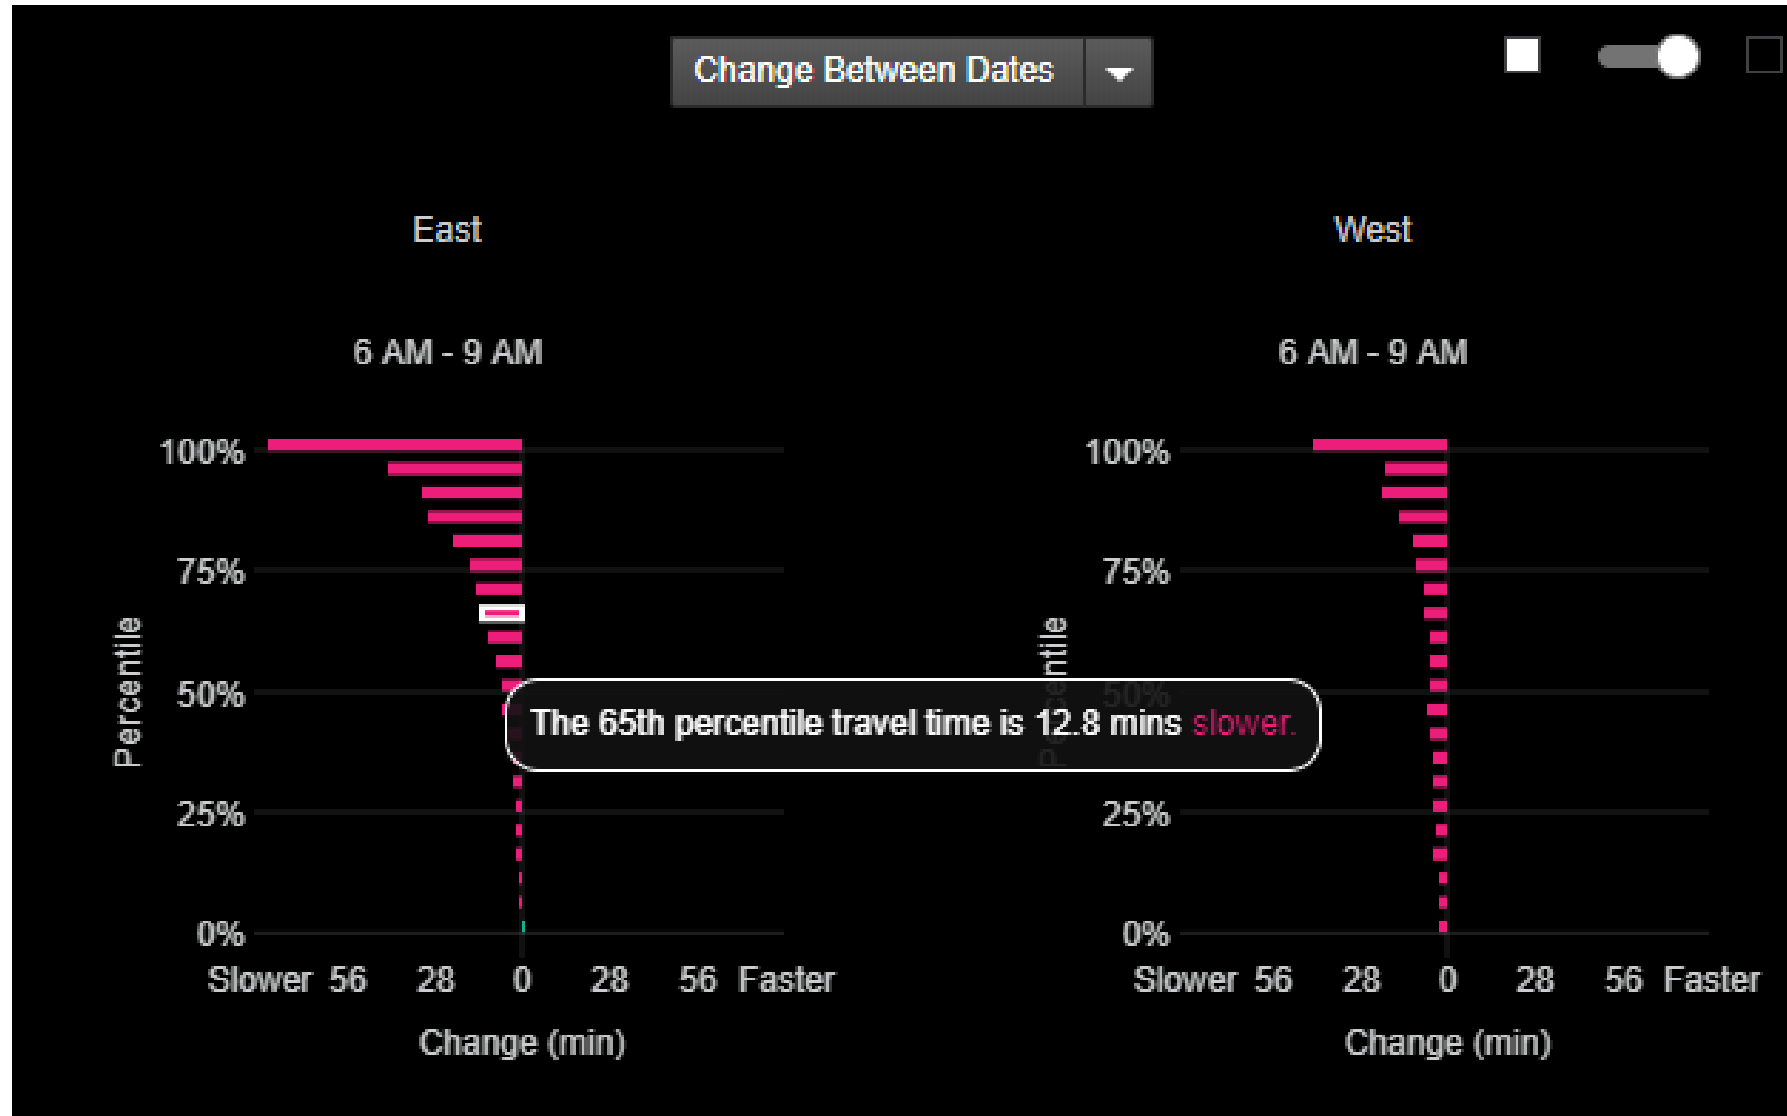 Change Between Dates
East
West
6 AM - 9 AM
6 AM - 9 AM
100%
75%
50%
25%
0%
Percentile
Slower 56 28 0 28 56 Faster
Change (min)
The 65th percentile travel time is 12.8 mins slower.
100%
75%
50%
25%
0%
Percentile
Slower 56 28 0 28 56 Faster
Change (min)